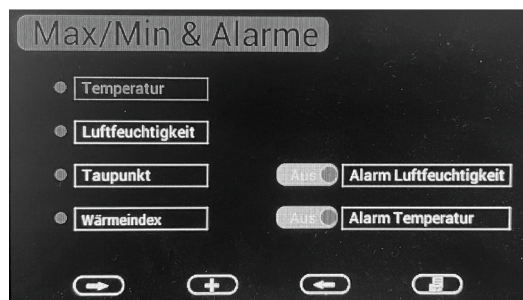 Max/Min & Alarme
Temperatur
Luftfeuchtigkeit
Taupunkt
Aus Alarm Luftfeuchtigkeit
Wärmeindex
Aus Alarm Temperatur